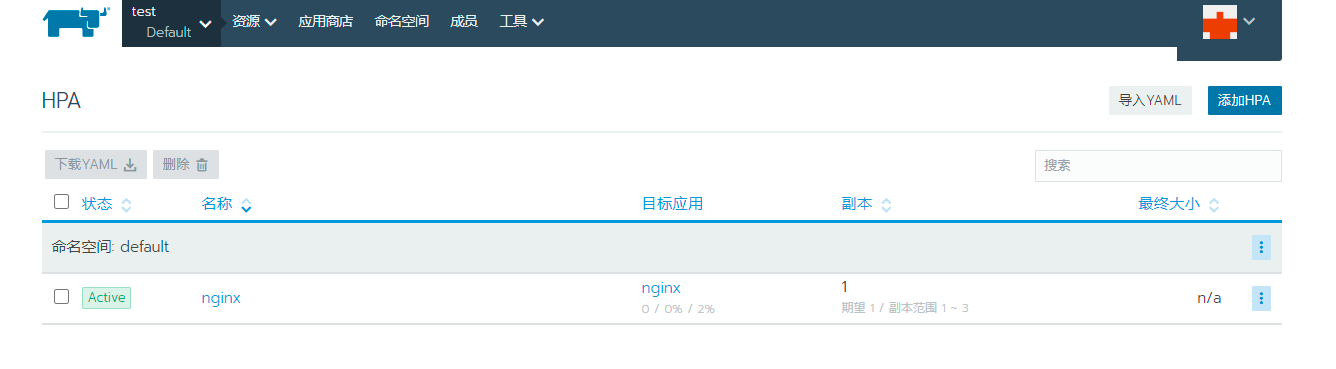 test
Default
资源 应用商店 命名空间 成员 工具
HPA
导入YAML 添加HPA
下载YAML 删除 搜索
状态 名称 目标应用 副本 最终大小
命名空间: default
Active nginx nginx 1 n/a
0 / 0% / 2% 期望 1 / 副本范围 1 ~ 3